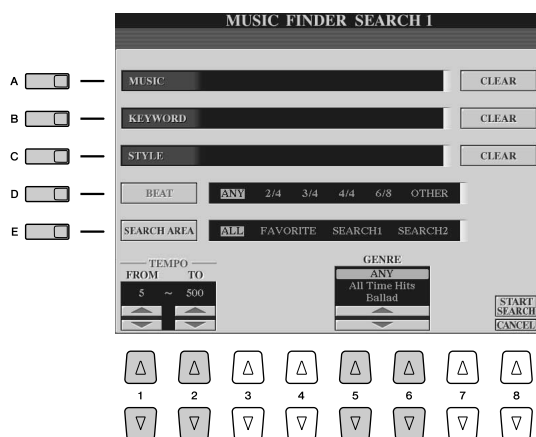 MUSIC FINDER SEARCH 1
A MUSIC CLEAR
B KEYWORD CLEAR
C STYLE CLEAR
D BEAT ANY 2/4 3/4 4/4 6/8 OTHER
E SEARCH AREA ALL FAVORITE SEARCH1 SEARCH2
TEMPO
FROM TO
5 ~ 500
GENRE
ANY
All Time Hits
Ballad
START
SEARCH
CANCEL
1 2 3 4 5 6 7 8